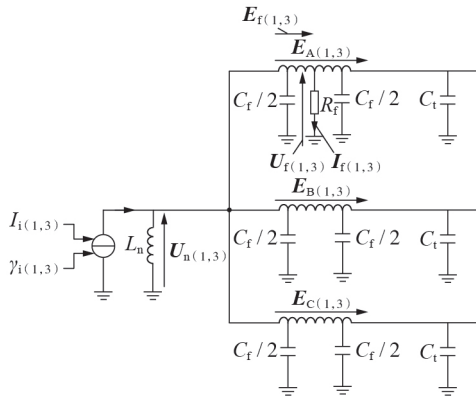 E_f(1,3)
E_A(1,3)
C_f/2
R_f
C_f/2
C_t
U_f(1,3)
I_f(1,3)
E_B(1,3)
I_i(1,3)
γ_i(1,3)
L_n
U_n(1,3)
C_f/2
C_f/2
C_t
E_C(1,3)
C_f/2
C_f/2
C_t